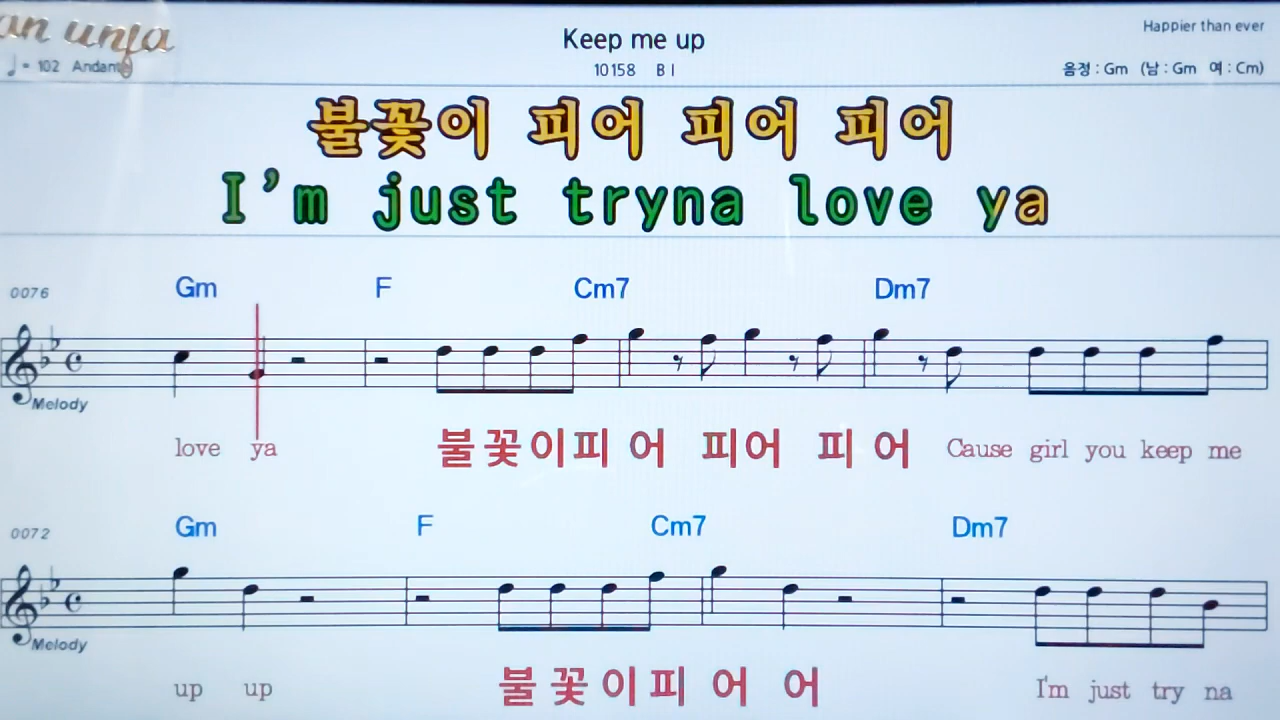 an unfa
Keep me up
Happier than ever
♩ = 102 Andante
10158 B I
음정 : Gm (남 : Gm 여 : Cm)
불꽃이 피어 피어 피어
I'm just tryna love ya
0076 Gm F Cm7 Dm7
Melody
love ya 불꽃이피 어 피어 피 어 Cause girl you keep me
0072 Gm F Cm7 Dm7
Melody
up up 불꽃이피 어 어 I'm just try na